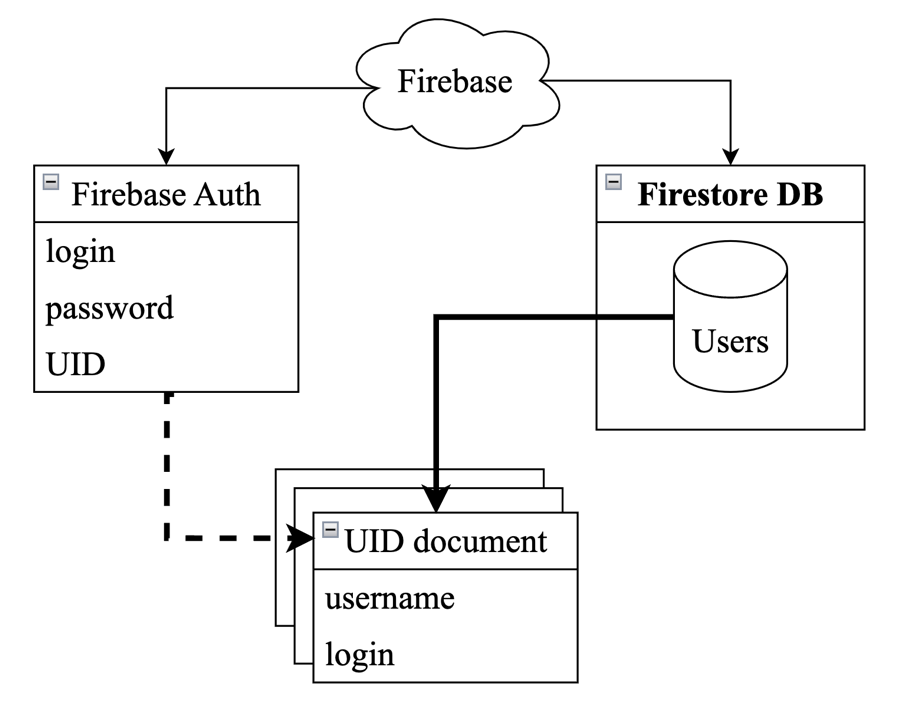 Firebase
Firebase Auth
login
password
UID
Firestore DB
Users
UID document
username
login